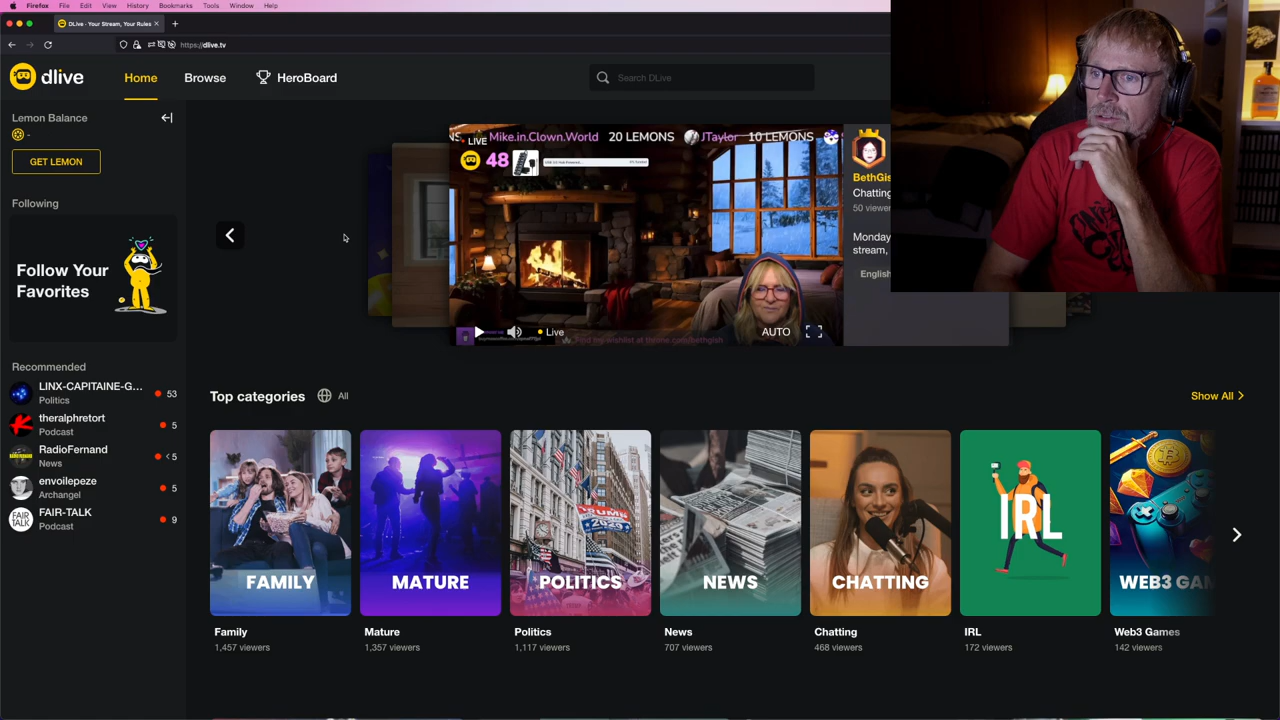 Firefox File Edit View History Bookmarks Tools Window Help
DLive - Your Stream, Your Rules
https://dlive.tv
dlive Home Browse HeroBoard Search DLive
Lemon Balance
-
GET LEMON
Following
Follow Your
Favorites
Recommended
LINX-CAPITAINE-G... 53
Politics
theralphretort 5
Podcast
RadioFernand < 5
News
envoilepeze 5
Archangel
FAIR-TALK 9
Podcast
FAIR
TALK
LIVE Mike.in.Clown.World 20 LEMONS JTaylor 10 LEMONS
48
Live AUTO
BethGis
Chatting
50 viewer
Monday
stream,
English
Top categories All Show All
FAMILY MATURE POLITICS NEWS CHATTING IRL WEB3 GAM
Family Mature Politics News Chatting IRL Web3 Games
1,457 viewers 1,357 viewers 1,117 viewers 707 viewers 468 viewers 172 viewers 142 viewers